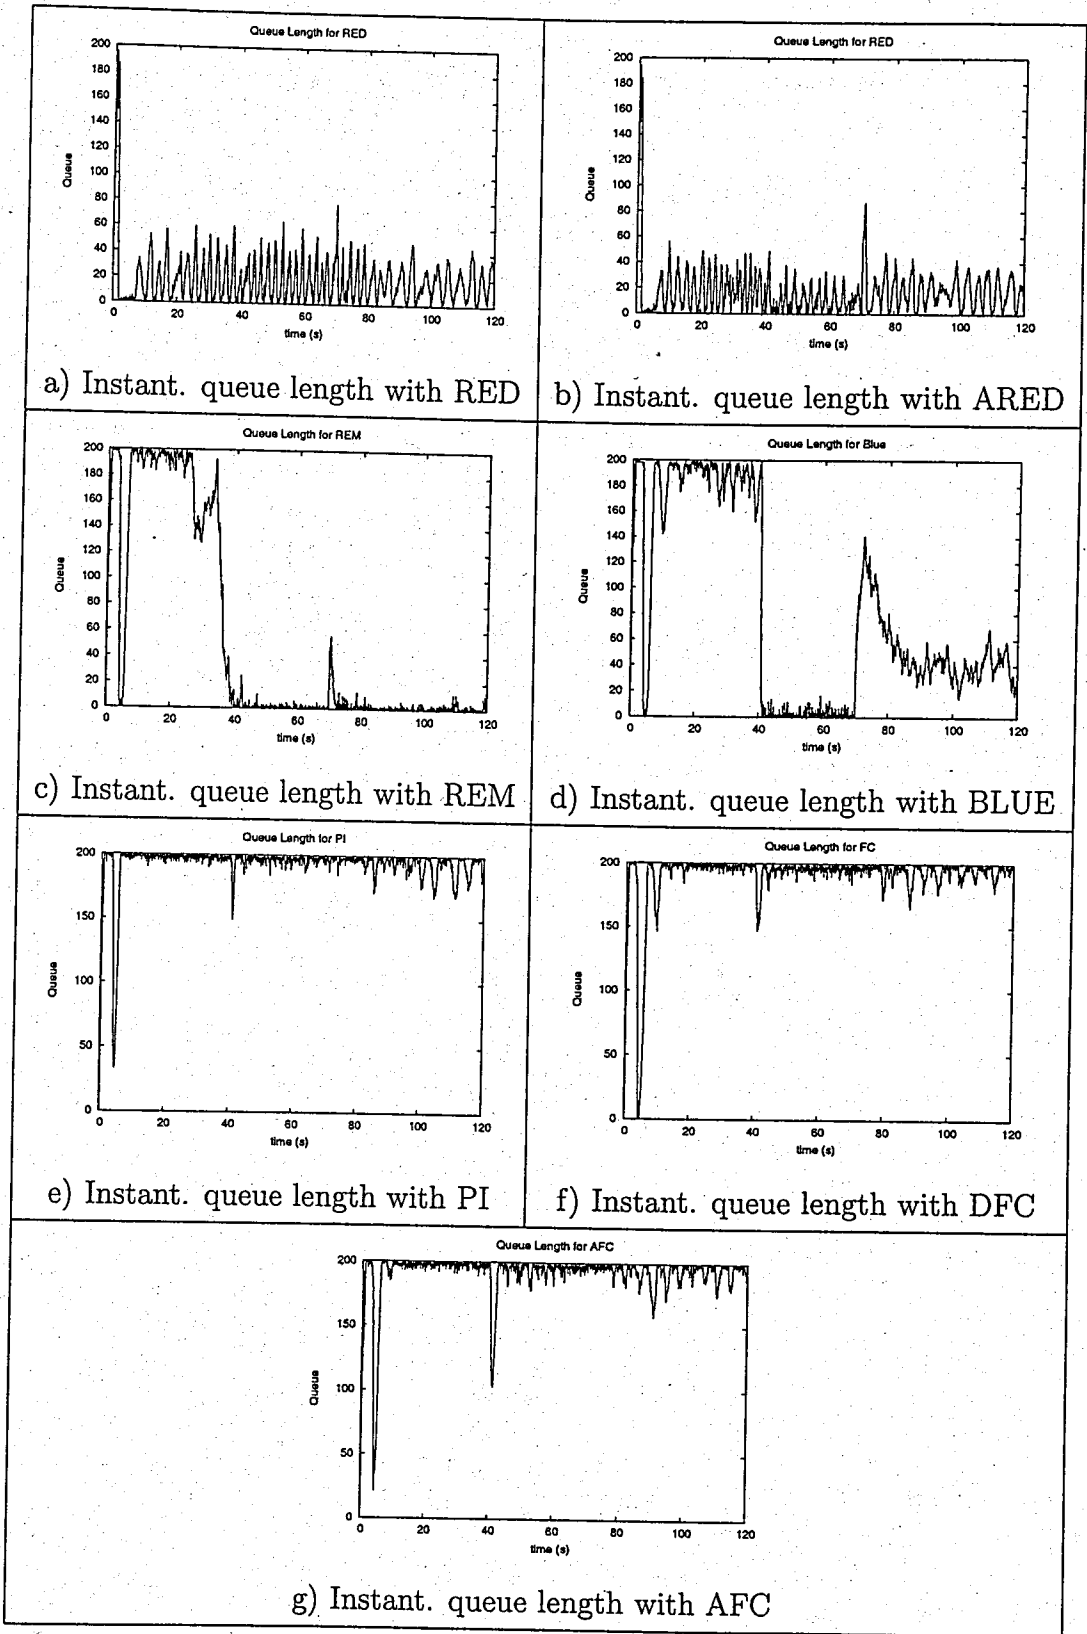 Queue Length for RED
200
180
160
140
120
100
80
60
40
20
0
Queue
0 20 40 60 80 100 120
time (s)
a) Instant. queue length with RED
Queue Length for RED
200
180
160
140
120
100
80
60
40
20
0
Queue
0 20 40 60 80 100 120
time (s)
b) Instant. queue length with ARED
Queue Length for REM
200
180
160
140
120
100
80
60
40
20
0
Queue
0 20 40 60 80 100 120
time (s)
c) Instant. queue length with REM
Queue Length for Blue
200
180
160
140
120
100
80
60
40
20
0
Queue
0 20 40 60 80 100 120
time (s)
d) Instant. queue length with BLUE
Queue Length for PI
200
150
100
50
0
Queue
0 20 40 60 80 100 120
time (s)
e) Instant. queue length with PI
Queue Length for FC
200
150
100
50
0
Queue
0 20 40 60 80 100 120
time (s)
f) Instant. queue length with DFC
Queue Length for AFC
200
150
100
50
0
Queue
0 20 40 60 80 100 120
time (s)
g) Instant. queue length with AFC